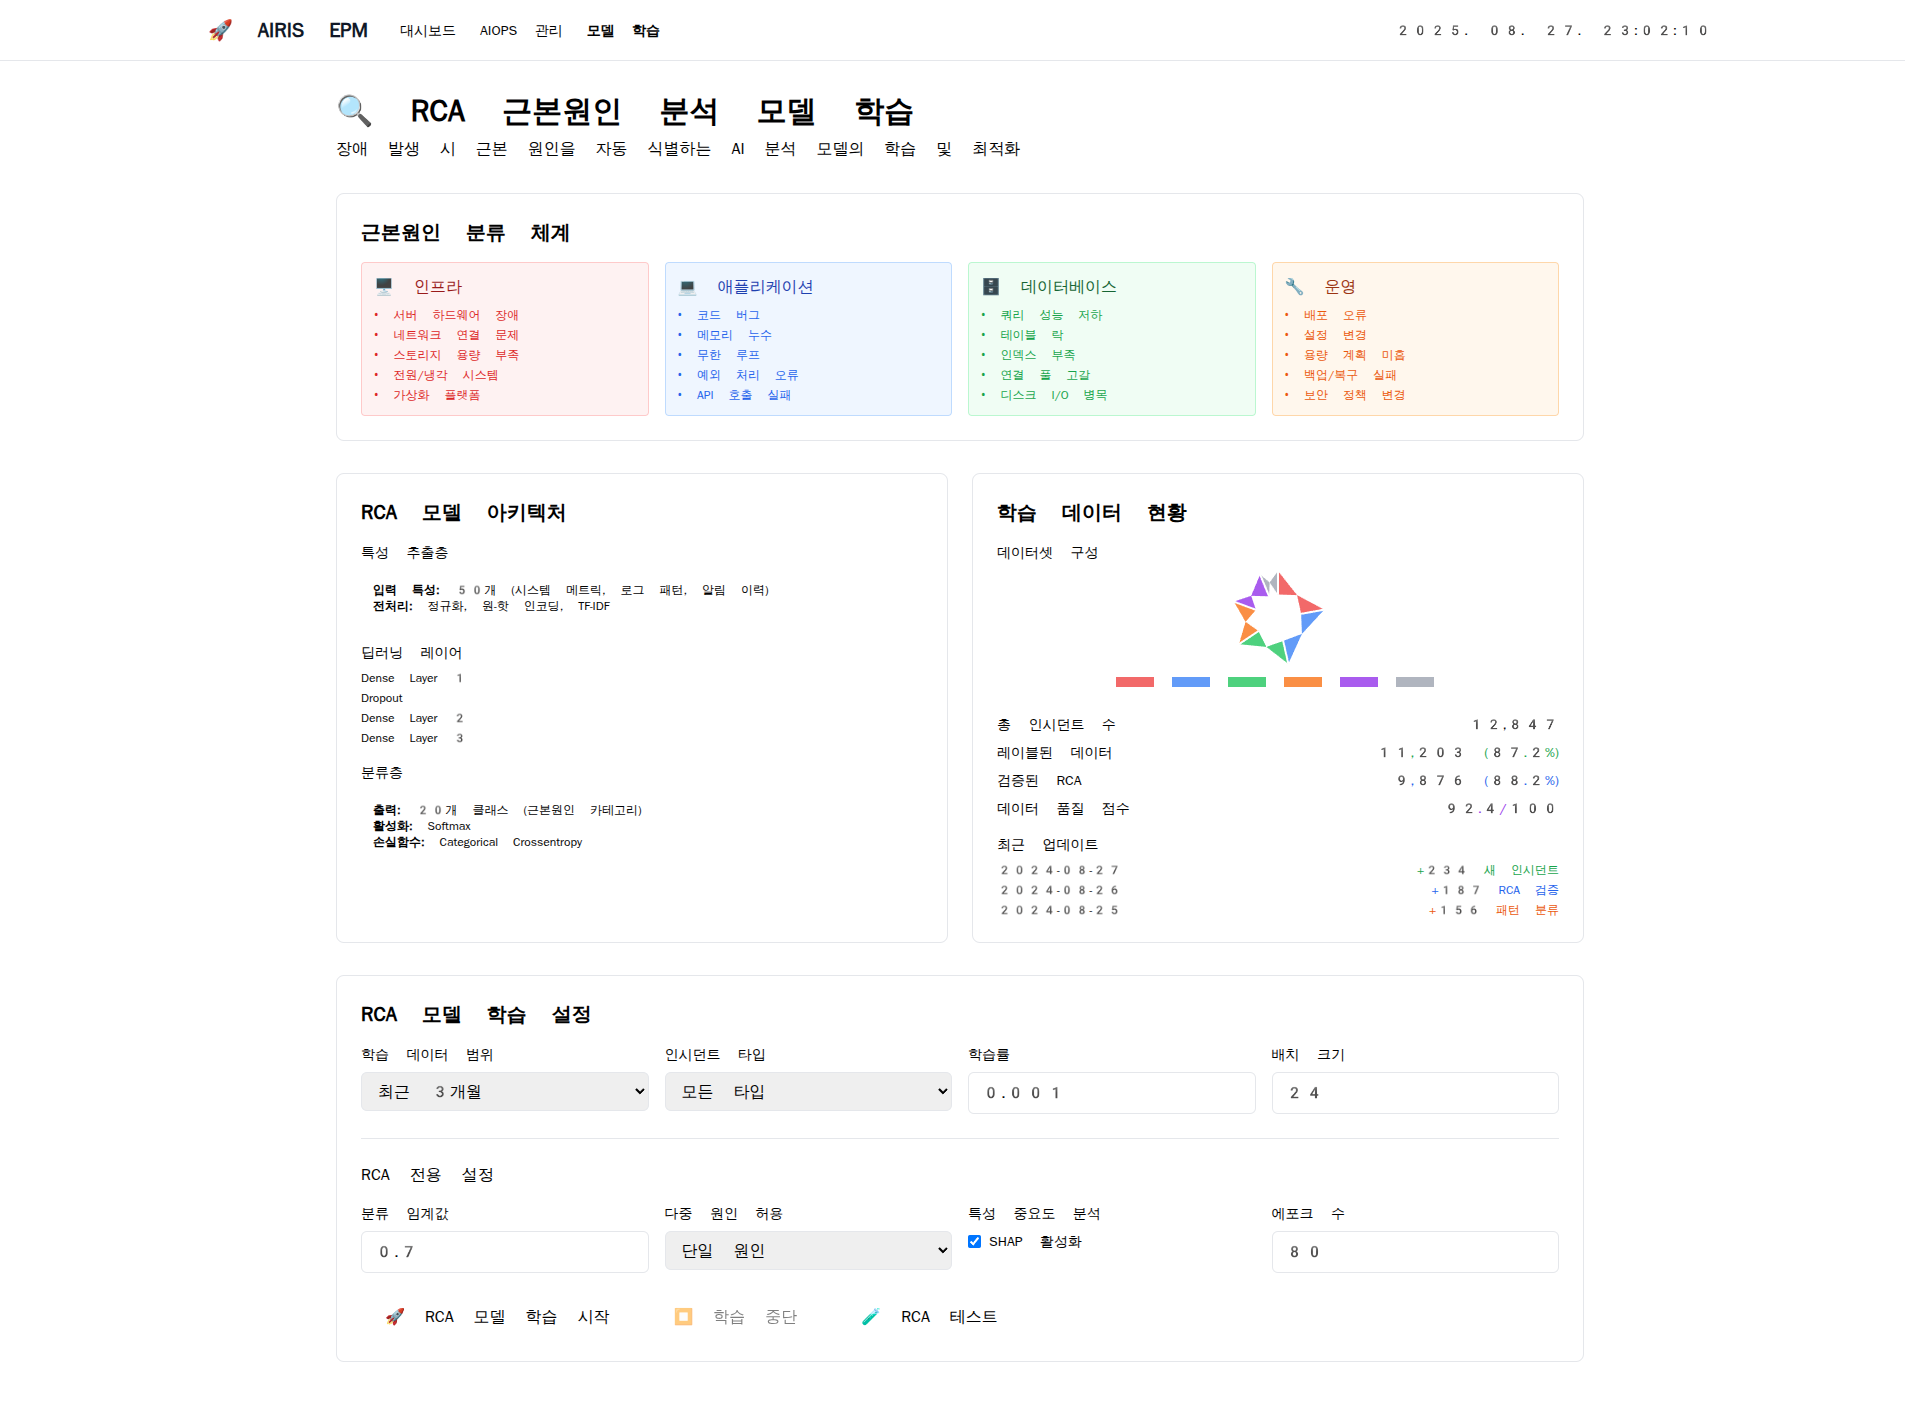 🚀 AIRIS EPM 대시보드 AIOPS 관리 모델 학습 2025. 08. 27. 23:02:10
🔍 RCA 근본원인 분석 모델 학습
장애 발생 시 근본 원인을 자동 식별하는 AI 분석 모델의 학습 및 최적화
근본원인 분류 체계
🖥️ 인프라
• 서버 하드웨어 장애
• 네트워크 연결 문제
• 스토리지 용량 부족
• 전원/냉각 시스템
• 가상화 플랫폼
💻 애플리케이션
• 코드 버그
• 메모리 누수
• 무한 루프
• 예외 처리 오류
• API 호출 실패
🗄️ 데이터베이스
• 쿼리 성능 저하
• 테이블 락
• 인덱스 부족
• 연결 풀 고갈
• 디스크 I/O 병목
🔧 운영
• 배포 오류
• 설정 변경
• 용량 계획 미흡
• 백업/복구 실패
• 보안 정책 변경
RCA 모델 아키텍처
특성 추출층
입력 특성: 50개 (시스템 메트릭, 로그 패턴, 알림 이력)
전처리: 정규화, 원-핫 인코딩, TF-IDF
딥러닝 레이어
Dense Layer 1
Dropout
Dense Layer 2
Dense Layer 3
분류층
출력: 20개 클래스 (근본원인 카테고리)
활성화: Softmax
손실함수: Categorical Crossentropy
학습 데이터 현황
데이터셋 구성
총 인시던트 수 12,847
레이블된 데이터 11,203 (87.2%)
검증된 RCA 9,876 (88.2%)
데이터 품질 점수 92.4/100
최근 업데이트
2024-08-27 +234 새 인시던트
2024-08-26 +187 RCA 검증
2024-08-25 +156 패턴 분류
RCA 모델 학습 설정
학습 데이터 범위 인시던트 타입 학습률 배치 크기
최근 3개월 모든 타입 0.001 24
RCA 전용 설정
분류 임계값 다중 원인 허용 특성 중요도 분석 에포크 수
0.7 단일 원인 SHAP 활성화 80
🚀 RCA 모델 학습 시작 ⏹️ 학습 중단 🧪 RCA 테스트